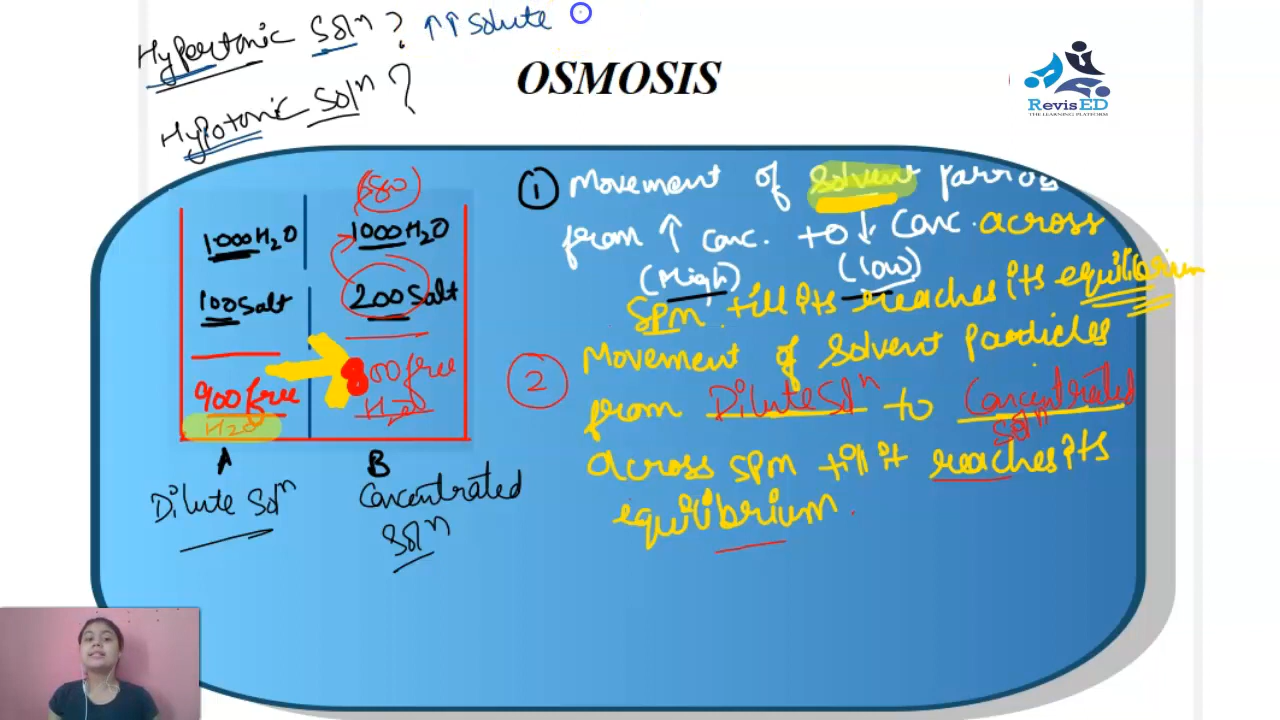 Hypertonic Solⁿ? ↑↑ Solute
Hypotonic Solⁿ?
OSMOSIS
RevisED
THE LEARNING PLATFORM
1000 H2O
100 Salt
900 free
H2O
A
Dilute Solⁿ
1000 H2O
200 Salt
800 free
H2O
B
Concentrated
Solⁿ
① Movement of Solvent
from ↑ Conc. to ↓ Conc. across
(High) (low)
SPM till its reaches its equilibrium
② Movement of Solvent Particles
from Dilute Solⁿ to Concentrated
Solⁿ
across SPM till it reaches its
equilibrium.